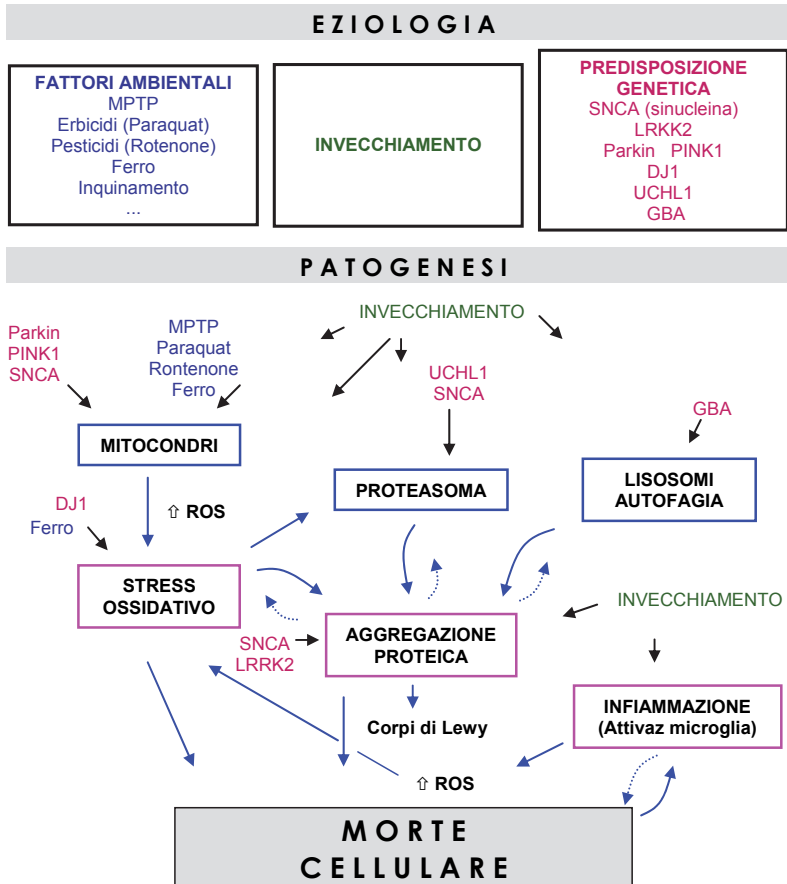 EZIOLOGIA
FATTORI AMBIENTALI
MPTP
Erbicidi (Paraquat)
Pesticidi (Rotenone)
Ferro
Inquinamento
...
INVECCHIAMENTO
PREDISPOSIZIONE
GENETICA
SNCA (sinucleina)
LRKK2
Parkin PINK1
DJ1
UCHL1
GBA
PATOGENESI
INVECCHIAMENTO
Parkin
PINK1
SNCA
MPTP
Paraquat
Rontenone
Ferro
UCHL1
SNCA
GBA
MITOCONDRI
PROTEASOMA
LISOSOMI
AUTOFAGIA
⇧ ROS
DJ1
Ferro
STRESS
OSSIDATIVO
INVECCHIAMENTO
SNCA
LRRK2
AGGREGAZIONE
PROTEICA
INFIAMMAZIONE
(Attivaz microglia)
Corpi di Lewy
⇧ ROS
MORTE
CELLULARE